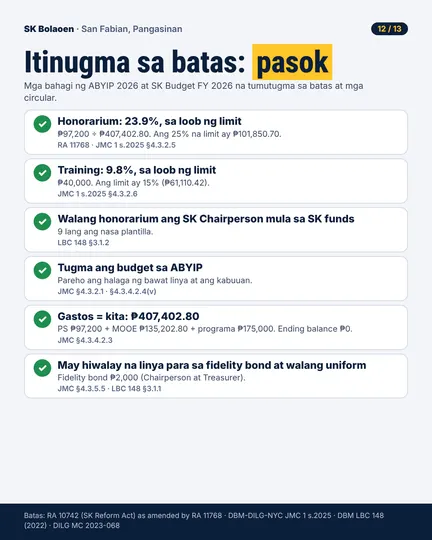 SK Bolaoen · San Fabian, Pangasinan
12 / 13
Itinugma sa batas: pasok
Mga bahagi ng ABYIP 2026 at SK Budget FY 2026 na tumutugma sa batas at mga
circular.
Honorarium: 23.9%, sa loob ng limit
₱97,200 ÷ ₱407,402.80. Ang 25% na limit ay ₱101,850.70.
RA 11768 · JMC 1 s.2025 §4.3.2.5
Training: 9.8%, sa loob ng limit
₱40,000. Ang limit ay 15% (₱61,110.42).
JMC 1 s.2025 §4.3.2.6
Walang honorarium ang SK Chairperson mula sa SK funds
9 lang ang nasa plantilla.
LBC 148 §3.1.2
Tugma ang budget sa ABYIP
Pareho ang halaga ng bawat linya at ang kabuuan.
JMC §4.3.2.1 · §4.3.4.2.4(v)
Gastos = kita: ₱407,402.80
PS ₱97,200 + MOOE ₱135,202.80 + programa ₱175,000. Ending balance ₱0.
JMC §4.3.4.2.3
May hiwalay na linya para sa fidelity bond at walang uniform
Fidelity bond ₱2,000 (Chairperson at Treasurer).
JMC §4.3.5.5 · LBC 148 §3.1.1
Batas: RA 10742 (SK Reform Act) as amended by RA 11768 · DBM-DILG-NYC JMC 1 s.2025 · DBM LBC 148
(2022) · DILG MC 2023-068